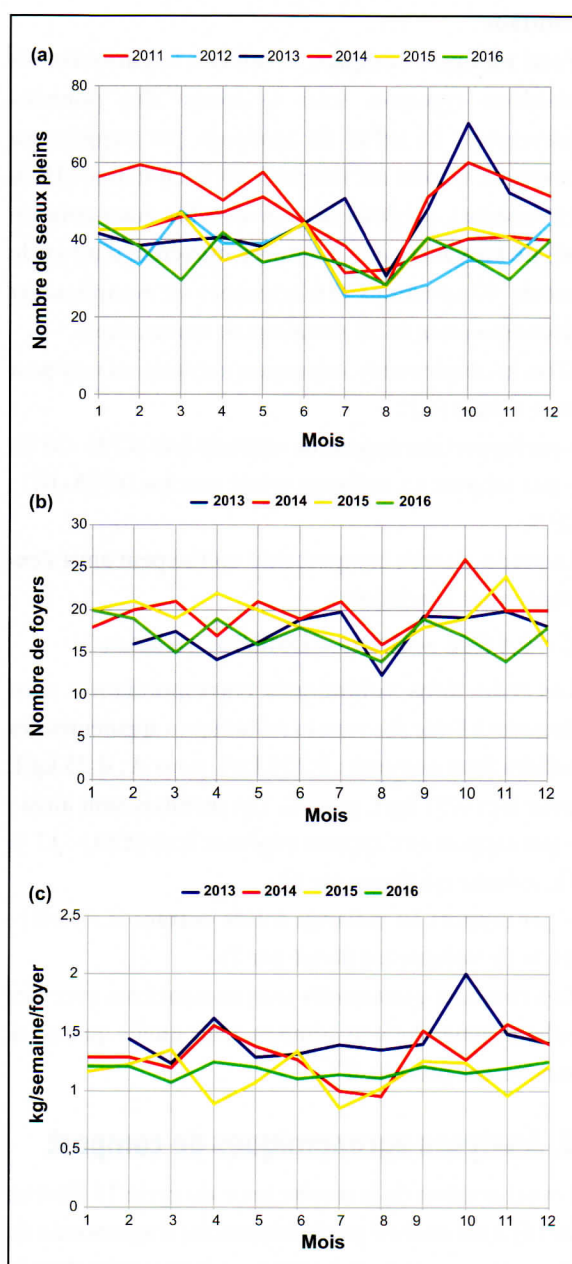 (a)
2011 2012 2013 2014 2015 2016
Nombre de seaux pleins
80
60
40
20
0
1 2 3 4 5 6 7 8 9 10 11 12
Mois
(b)
2013 2014 2015 2016
Nombre de foyers
30
25
20
15
10
5
0
1 2 3 4 5 6 7 8 9 10 11 12
Mois
(c)
2013 2014 2015 2016
kg/semaine/foyer
2,5
2
1,5
1
0,5
0
1 2 3 4 5 6 7 8 9 10 11 12
Mois